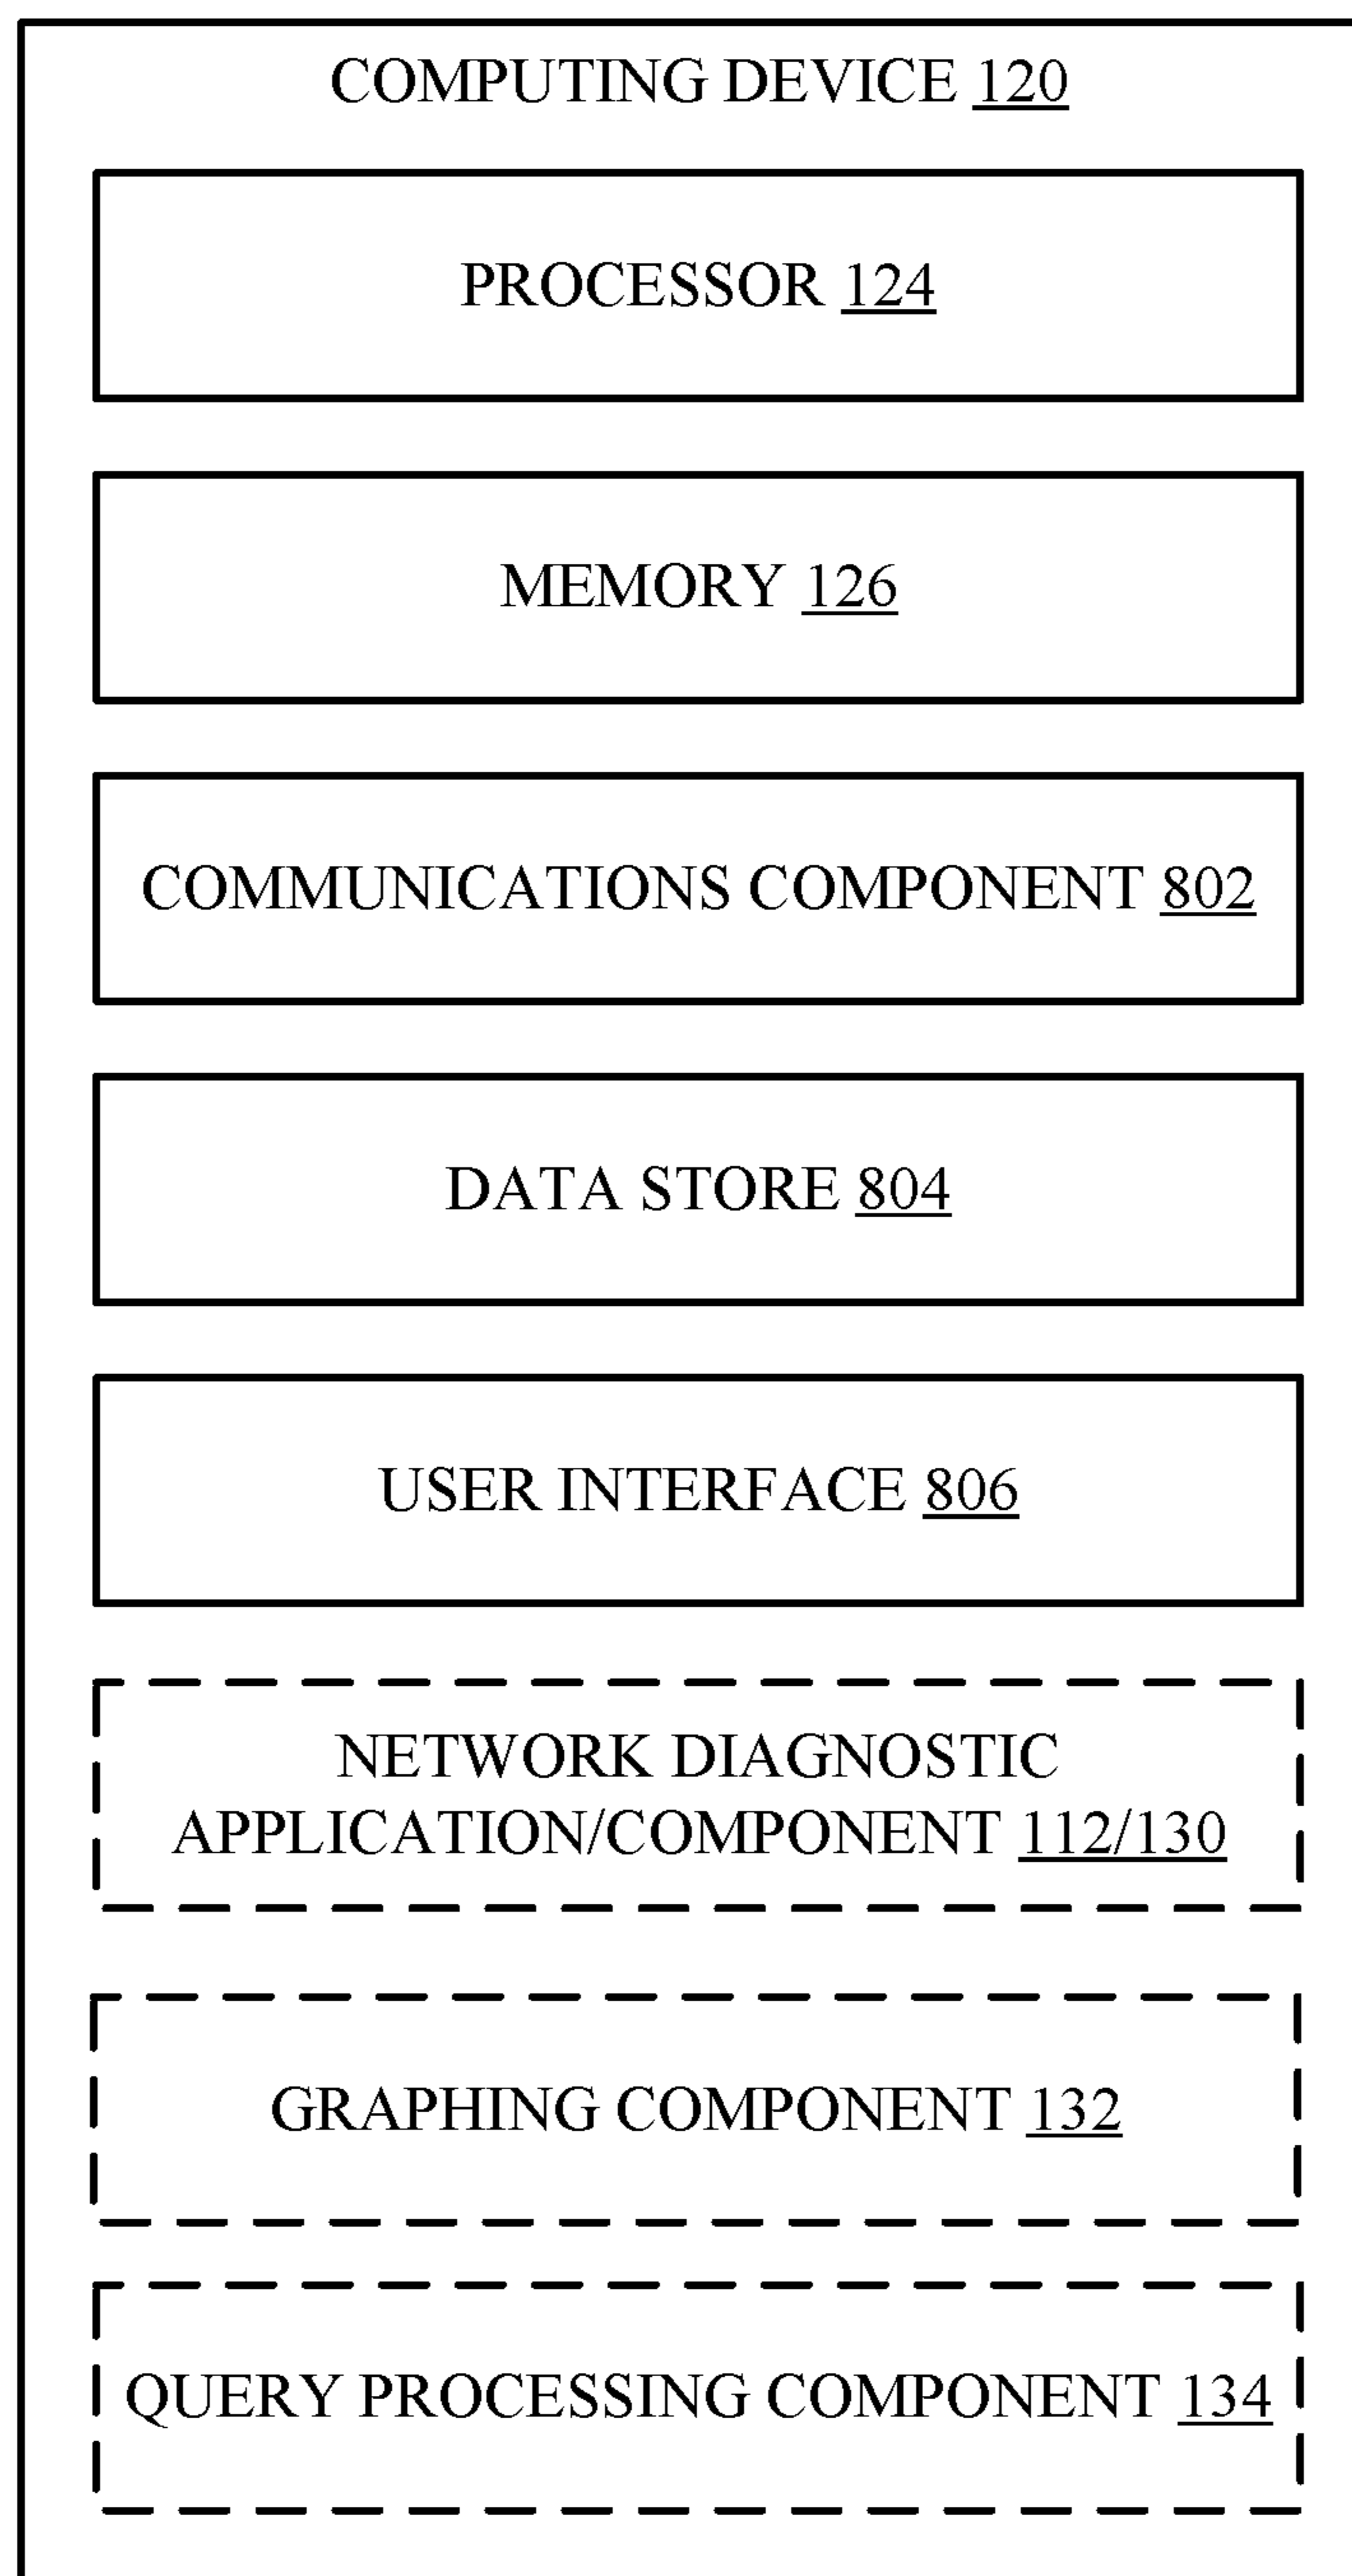 COMPUTING DEVICE 120
PROCESSOR 124
MEMORY 126
COMMUNICATIONS COMPONENT 802
DATA STORE 804
USER INTERFACE 806
NETWORK DIAGNOSTIC
APPLICATION/COMPONENT 112/130
GRAPHING COMPONENT 132
QUERY PROCESSING COMPONENT 134